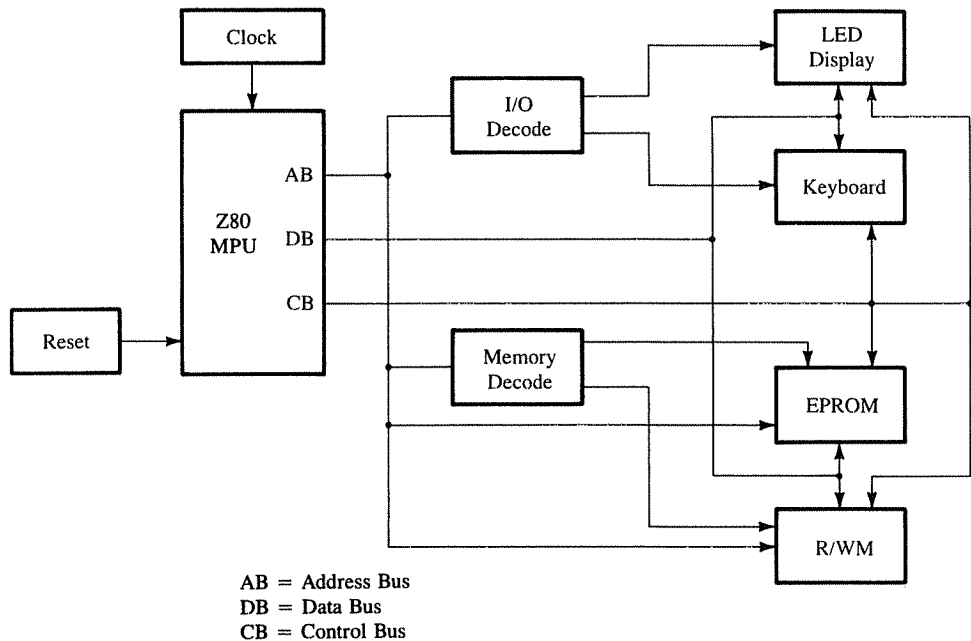 Clock
LED
Display
I/O
Decode
AB
Keyboard
Z80
MPU
DB
CB
Reset
Memory
Decode
EPROM
R/WM
AB = Address Bus
DB = Data Bus
CB = Control Bus